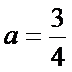 a = 3/4